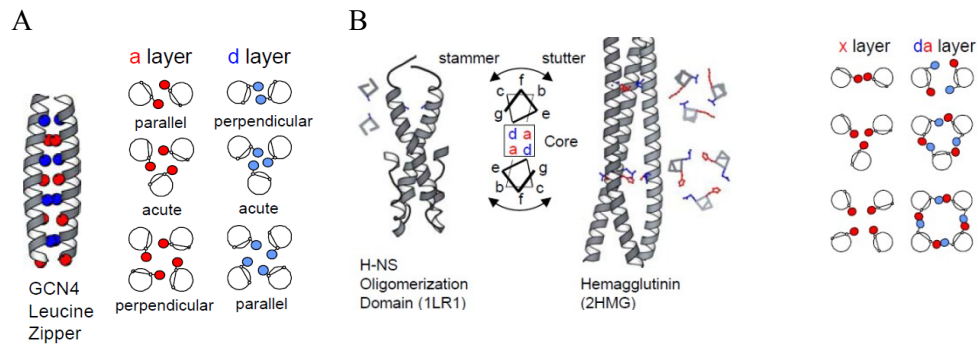 A
a layer
d layer
parallel
perpendicular
acute
acute
perpendicular
parallel
GCN4
Leucine
Zipper
B
stammer
stutter
f
c b
g e
d a
a d
Core
e g
b c
f
H-NS
Oligomerization
Domain (1LR1)
Hemagglutinin
(2HMG)
x layer
da layer